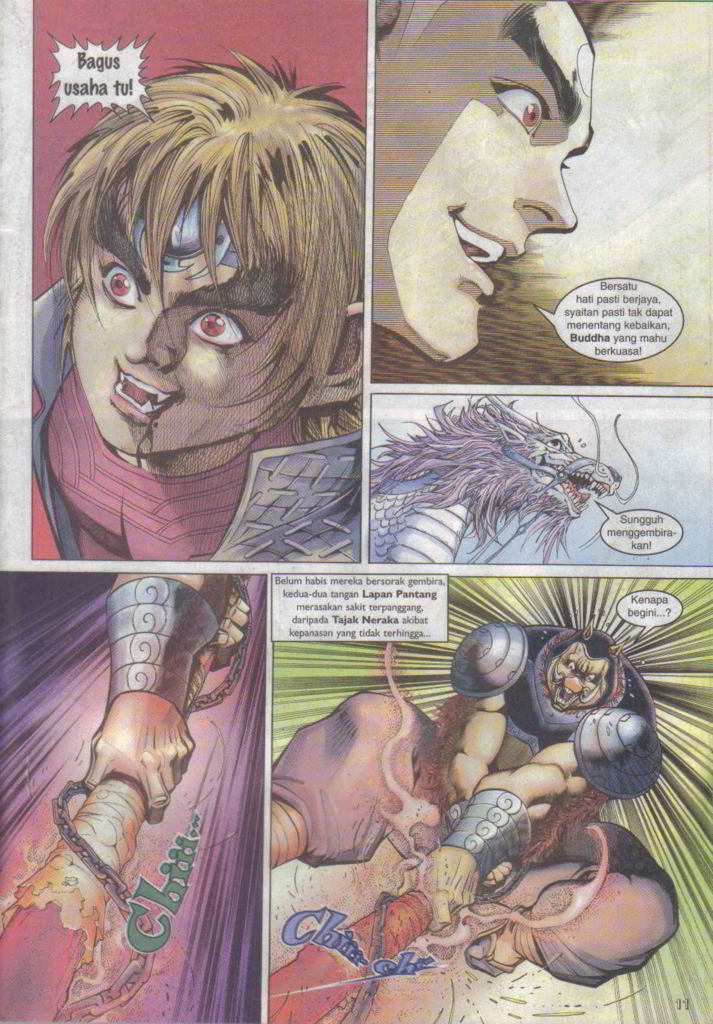 Bagus
usaha tu!
Bersatu
hati pasti berjaya,
syaitan pasti tak dapat
menentang kebaikan,
Buddha yang mahu
berkuasa!
Sungguh
menggembira-
kan!
Belum habis mereka bersorak gembira,
kedua-dua tangan Lapan Pantang
merasakan sakit terpanggang,
daripada Tajak Neraka akibat
kepanasan yang tidak terhingga...
Kenapa
begini...?
11